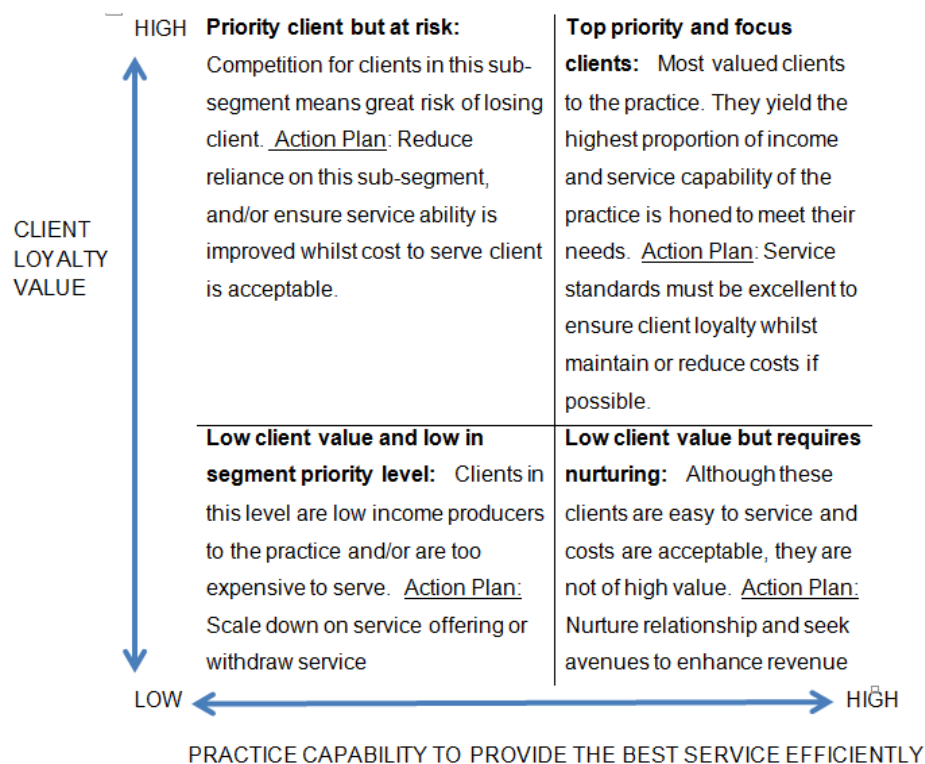 HIGH
Priority client but at risk:
Competition for clients in this sub-
segment means great risk of losing
client. Action Plan: Reduce
reliance on this sub-segment,
and/or ensure service ability is
improved whilst cost to serve client
is acceptable.
Top priority and focus
clients: Most valued clients
to the practice. They yield the
highest proportion of income
and service capability of the
practice is honed to meet their
needs. Action Plan: Service
standards must be excellent to
ensure client loyalty whilst
maintain or reduce costs if
possible.
CLIENT
LOYALTY
VALUE
Low client value and low in
segment priority level: Clients in
this level are low income producers
to the practice and/or are too
expensive to serve. Action Plan:
Scale down on service offering or
withdraw service
Low client value but requires
nurturing: Although these
clients are easy to service and
costs are acceptable, they are
not of high value. Action Plan:
Nurture relationship and seek
avenues to enhance revenue
LOW
HIGH
PRACTICE CAPABILITY TO PROVIDE THE BEST SERVICE EFFICIENTLY